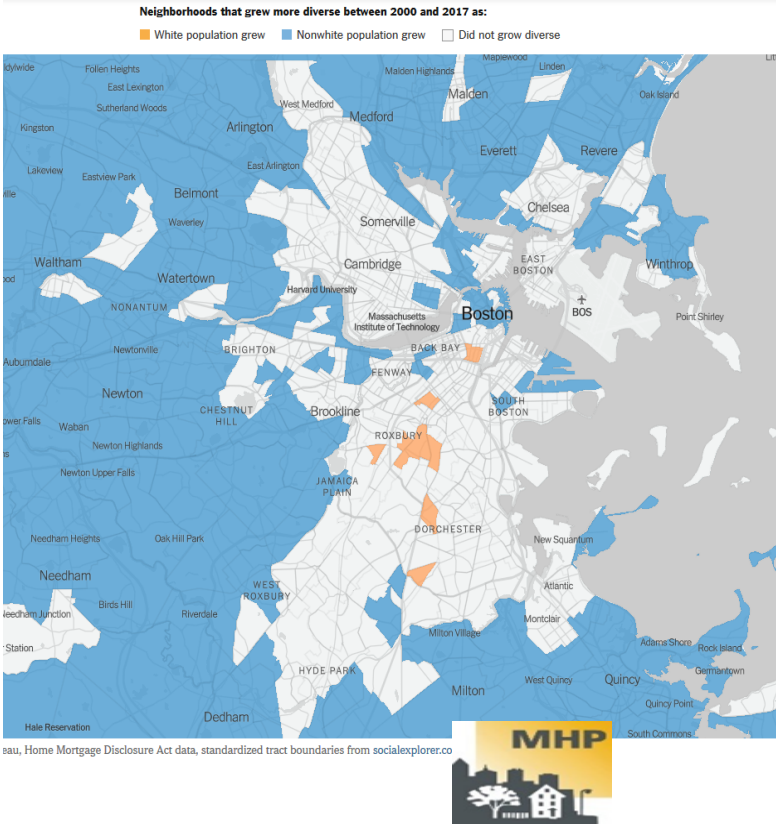 Neighborhoods that grew more diverse between 2000 and 2017 as:
White population grew Nonwhite population grew Did not grow diverse
Idylwide
Follen Heights
Malden Highlands
Maplewood
Linden
East Lexington
Malden
Oak Island
Sutherland Woods
West Medford
Medford
Kingston
Arlington
Everett
Revere
Lakeview
Eastview Park
East Arlington
Belmont
Chelsea
Waverley
Somerville
Waltham
Cambridge
EAST
BOSTON
Winthrop
Watertown
Harvard University
NONANTUM
Massachusetts
Institute of Technology
Boston
BOS
Point Shirley
Newtonville
BRIGHTON
BACK BAY
Auburndale
FENWAY
Newton
CHESTNUT
HILL
Brookline
SOUTH
BOSTON
ower Falls
Waban
ROXBURY
Newton Highlands
Newton Upper Falls
JAMAICA
PLAIN
DORCHESTER
Needham Heights
Oak Hill Park
New Squantum
Needham
WEST
ROXBURY
Atlantic
Needham Junction
Birds Hill
Riverdale
Montclair
Station
Milton Village
Adams Shore
Rock Island
HYDE PARK
Germantown
Milton
West Quincy
Quincy
Quincy Point
Hale Reservation
Dedham
South Commons
eau, Home Mortgage Disclosure Act data, standardized tract boundaries from socialexplorer.co
MHP